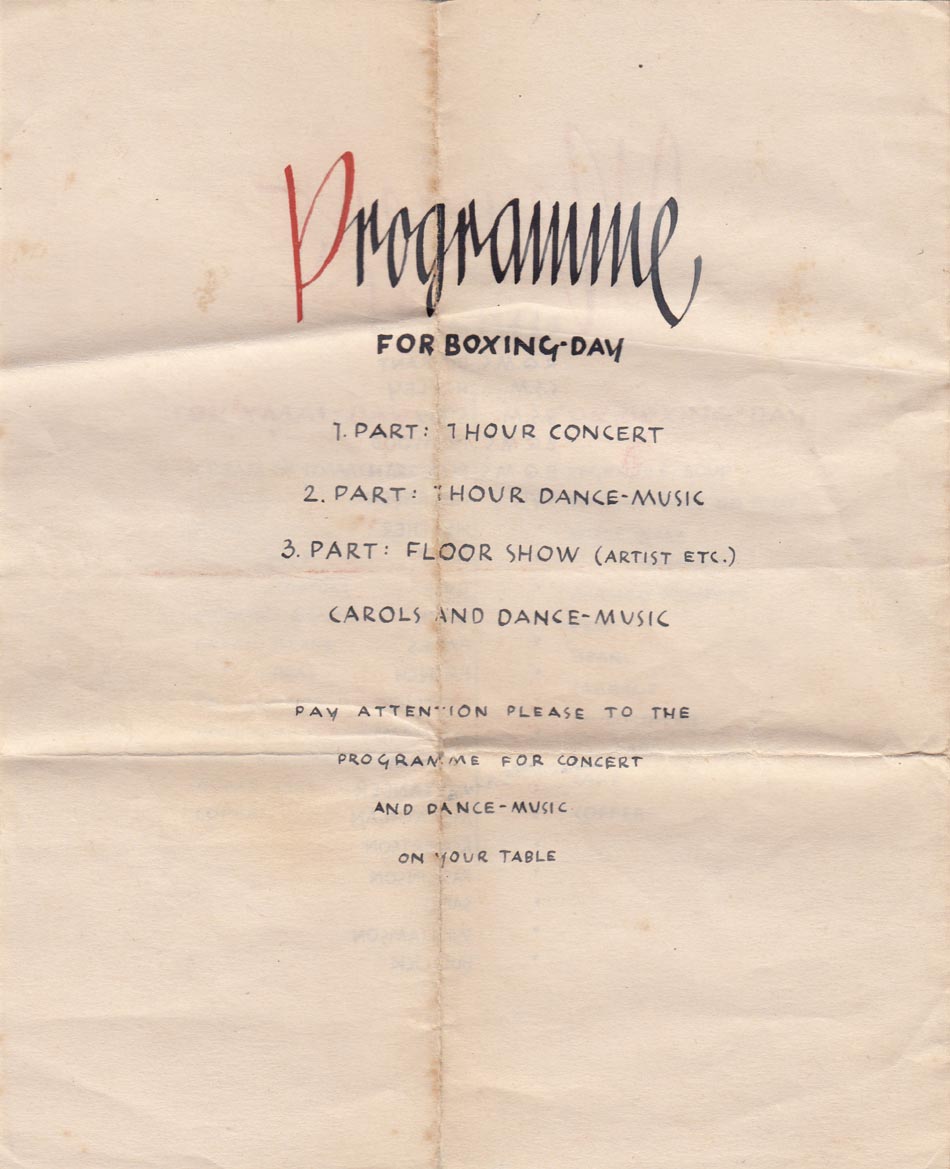 Programme
FOR BOXING-DAY
1. PART: 1 HOUR CONCERT
2. PART: 1 HOUR DANCE-MUSIC
3. PART: FLOOR SHOW (ARTIST ETC.)
CAROLS AND DANCE-MUSIC
PAY ATTENTION PLEASE TO THE
PROGRAMME FOR CONCERT
AND DANCE-MUSIC
ON YOUR TABLE